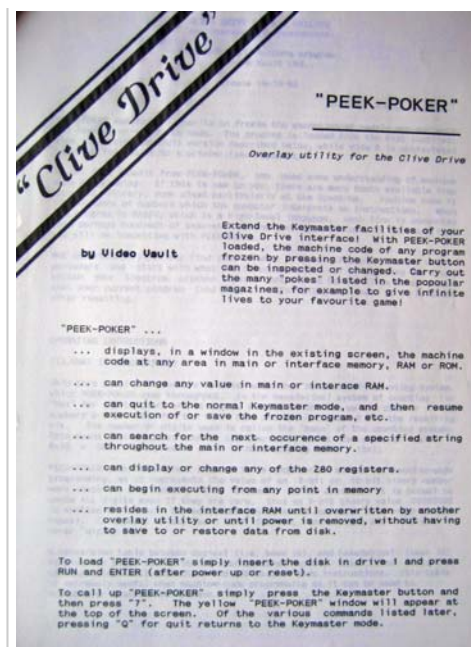 "Clive Drive"
"PEEK-POKER"
Overlay utility for the Clive Drive
by Video Vault
Extend the Keymaster facilities of your
Clive Drive interface! With PEEK-POKER
loaded, the machine code of any program
frozen by pressing the Keymaster button
can be inspected or changed. Carry out
the many "pokes" listed in the popoular
magazines, for example to give infinite
lives to your favourite game!
"PEEK-POKER" ...
... displays, in a window in the existing screen, the machine
code at any area in main or interface memory, RAM or ROM.
... can change any value in main or interace RAM.
... can quit to the normal Keymaster mode, and then resume
execution of or save the frozen program, etc.
... can search for the next occurence of a specified string
throughout the main or interface memory.
... can display or change any of the Z80 registers.
... can begin executing from any point in memory
... resides in the interface RAM until overwritten by another
overlay utility or until power is removed, without having
to save to or restore data from disk.
To load "PEEK-POKER" simply insert the disk in drive 1 and press
RUN and ENTER (after power up or reset).
To call up "PEEK-POKER" simply press the Keymaster button and
then press "7". The yellow "PEEK-POKER" window will appear at
the top of the screen. Of the various commands listed later,
pressing "Q" for quit returns to the Keymaster mode.